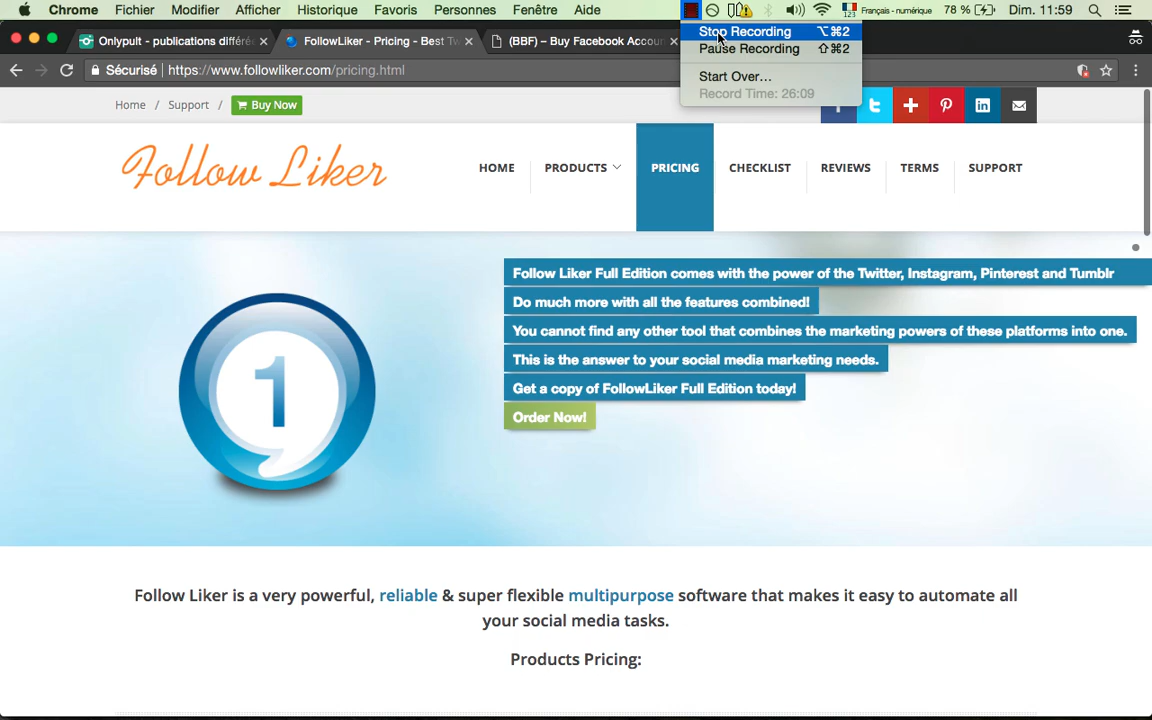 Chrome Fichier Modifier Afficher Historique Favoris Personnes Fenêtre Aide 123 Français - numérique 78 % Dim. 11:59
Stop Recording ⌥⌘2
Pause Recording ⇧⌘2
Start Over...
Record Time: 26:09
Onlypult - publications différé
FollowLiker - Pricing - Best Tw
(BBF) – Buy Facebook Accoun
Sécurisé https://www.followliker.com/pricing.html
Home / Support / Buy Now
Follow Liker
HOME PRODUCTS PRICING CHECKLIST REVIEWS TERMS SUPPORT
1
Follow Liker Full Edition comes with the power of the Twitter, Instagram, Pinterest and Tumblr
Do much more with all the features combined!
You cannot find any other tool that combines the marketing powers of these platforms into one.
This is the answer to your social media marketing needs.
Get a copy of FollowLiker Full Edition today!
Order Now!
Follow Liker is a very powerful, reliable & super flexible multipurpose software that makes it easy to automate all
your social media tasks.
Products Pricing: